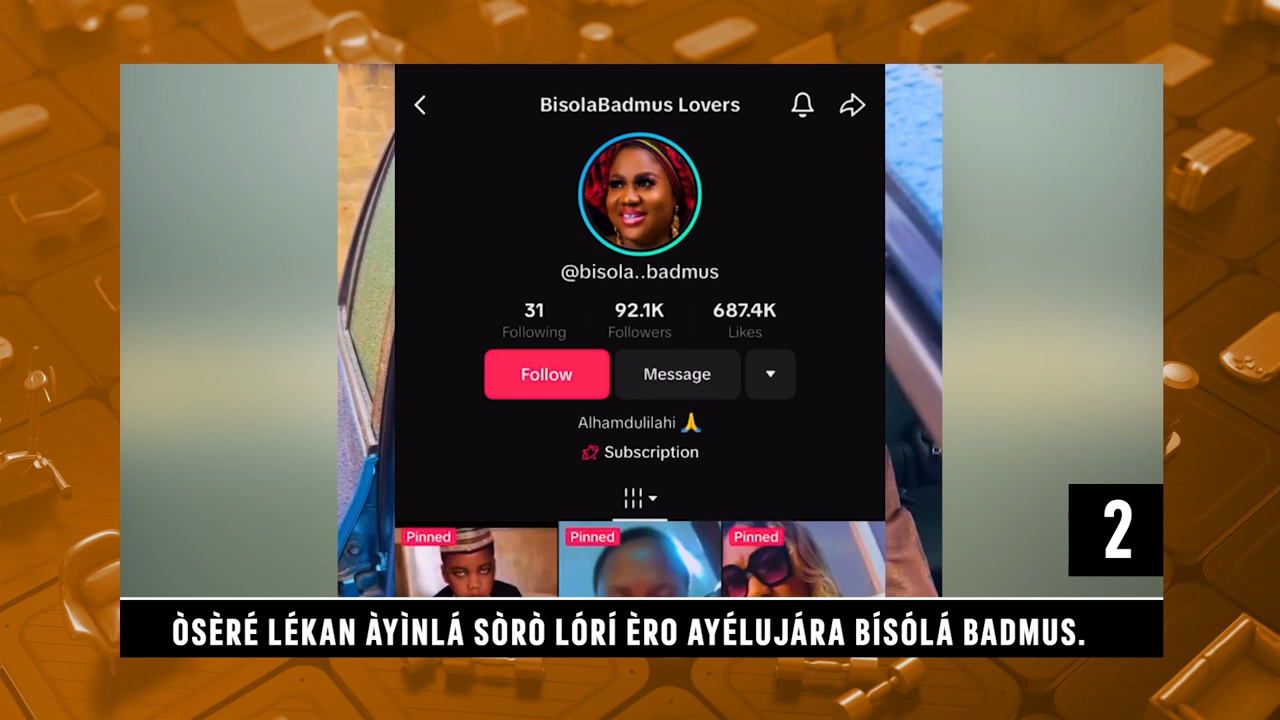 BisolaBadmus Lovers
@bisola..badmus
31 92.1K 687.4K
Following Followers Likes
Follow Message
Alhamdulilahi 🙏
Subscription
Pinned Pinned Pinned
2
ÒSÈRÉ LÉKAN ÀYÌNLÁ SÒRÒ LÓRÍ ÈRO AYÉLUJÁRA BÍSÓLÁ BADMUS.